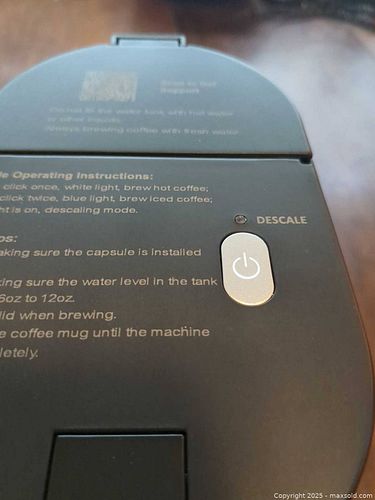 Scan to Get
Support
Do not fill the water tank with hot water
or other liquids.
Always brewing coffee with fresh water
le Operating Instructions:
click once, white light, brew hot coffee;
click twice, blue light, brew iced coffee;
ht is on, descaling mode.
DESCALE
os:
aking sure the capsule is installed
king sure the water level in the tank
6oz to 12oz.
lid when brewing.
e coffee mug until the machine
letely.
Copyright 2025 - maxsold.com